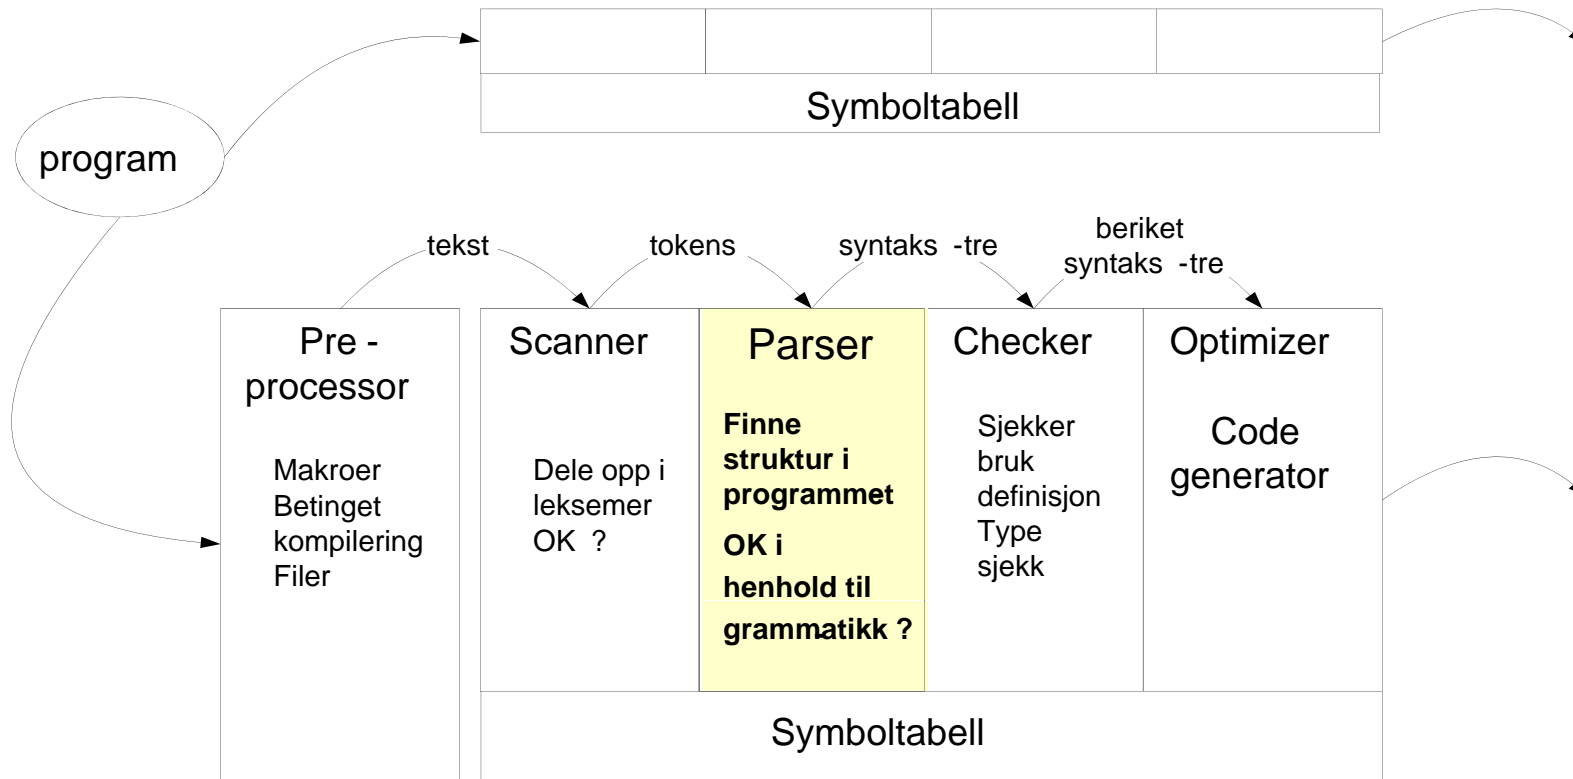 Symboltabell
program
tekst
tokens
syntaks -tre
beriket
syntaks -tre
Pre -
processor
Makroer
Betinget
kompilering
Filer
Scanner
Dele opp i
leksemer
OK ?
Parser
Finne
struktur i
programmet
OK i
henhold til
grammatikk ?
Checker
Sjekker
bruk
definisjon
Type
sjekk
Optimizer
Code
generator
Symboltabell